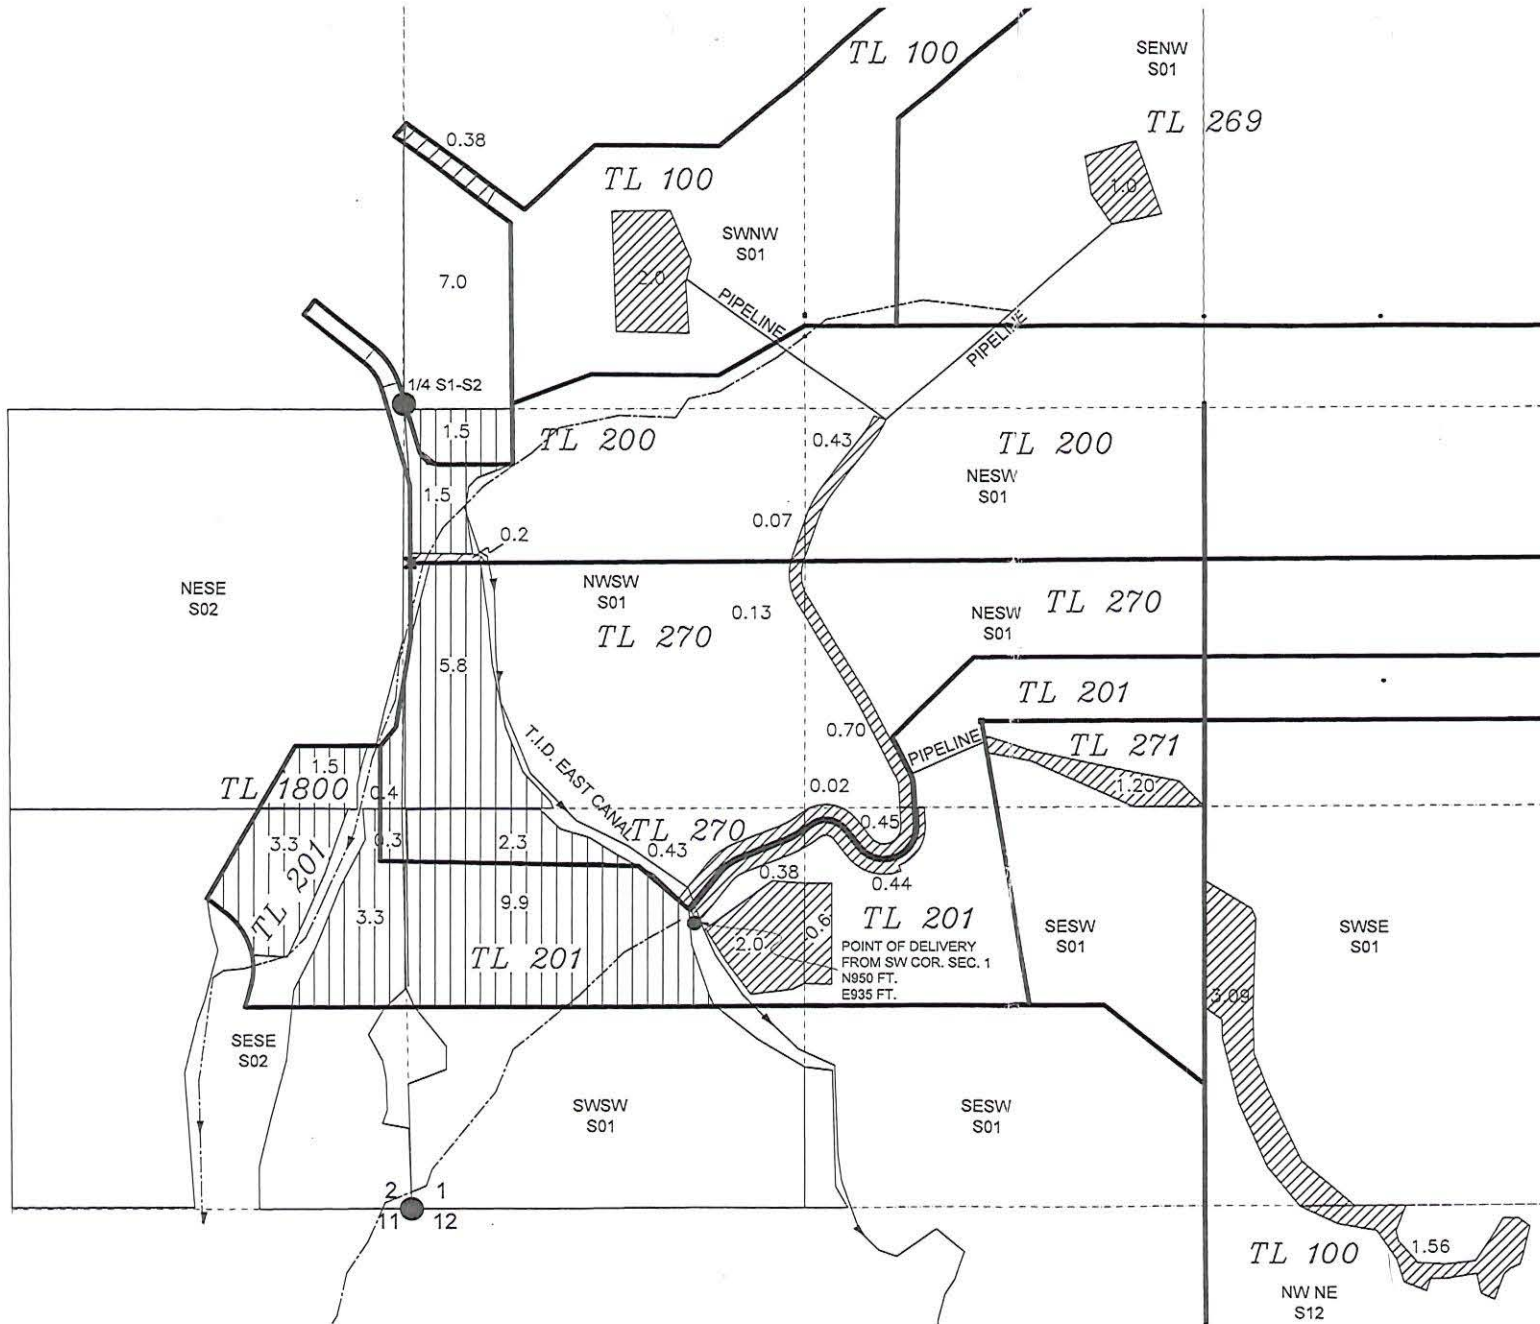 TL 100
SENW
S01
TL 269
0.38
TL 100
1.0
SWNW
S01
7.0
2.0
PIPELINE
PIPELINE
1/4 S1-S2
1.5
TL 200
0.43
TL 200
NESW
S01
1.5
0.07
0.2
NESE
S02
NWSW
S01
0.13
NESW
S01
TL 270
TL 270
5.8
TL 201
T.I.D. EAST CANAL
0.70
PIPELINE
TL 271
1.5
TL 1800
0.4
0.02
1.20
0.45
TL 270
3.3
0.3
2.3
0.43
0.38
0.44
TL 201
9.9
3.3
0.6
TL 201
SESW
S01
SWSE
S01
TL 201
2.0
POINT OF DELIVERY
FROM SW COR. SEC. 1
N950 FT.
E935 FT.
3.09
SESE
S02
SWSW
S01
SESW
S01
2 1
11 12
1.56
TL 100
NW NE
S12